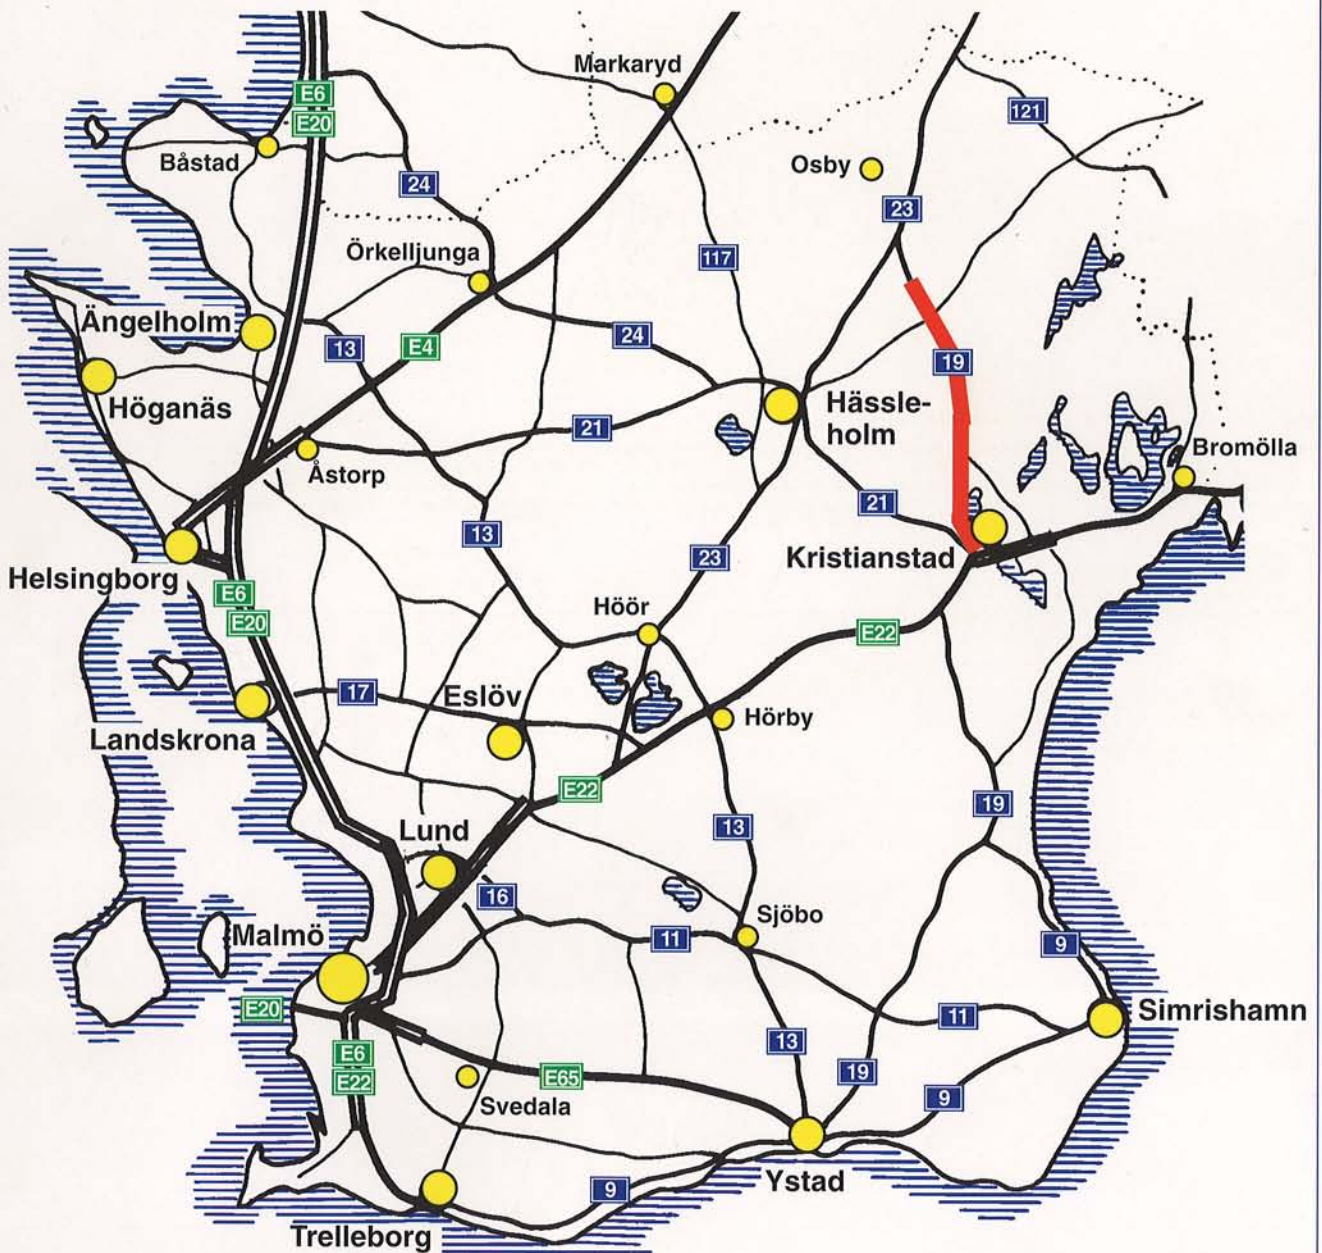 Markaryd
E6
E20
121
Båstad
Osby
24
23
Örkelljunga
117
Ängelholm
13
E4
24
19
Höganäs
Hässle-
holm
21
Bromölla
Åstorp
21
13
Kristianstad
23
Helsingborg
E6
E20
Höör
E22
17
Eslöv
Hörby
Landskrona
E22
19
Lund
13
16
Sjöbo
Malmö
11
9
E20
11
Simrishamn
13
E6
E22
E65
19
9
Svedala
Ystad
9
Trelleborg